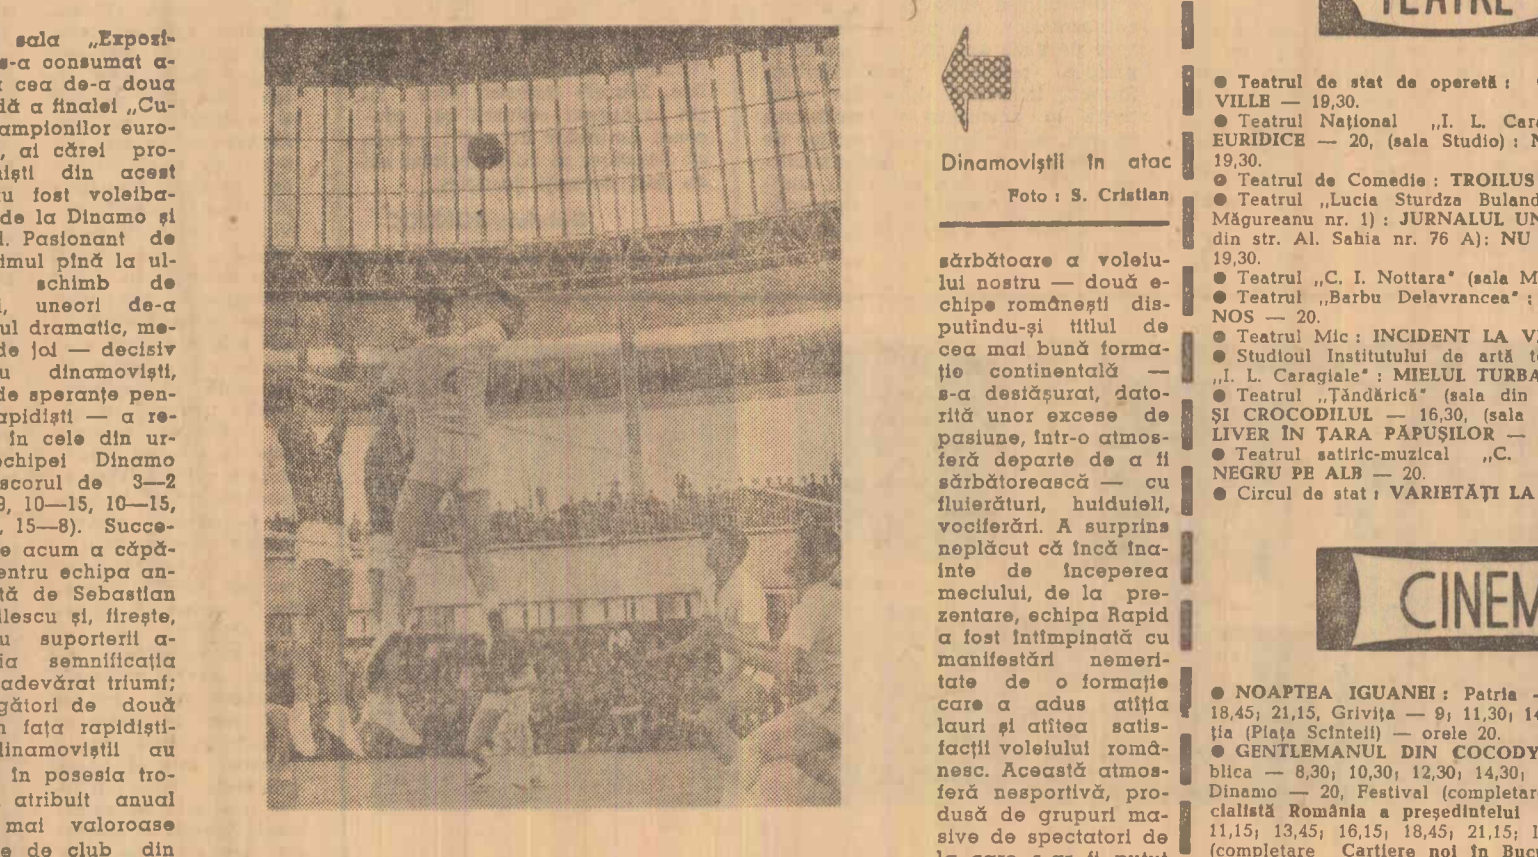 sala „Expozi-
s-a consumat a-
cea de-a doua
a finalei „Cu-
ampionilor euro-
, ai cărei pro-
niști din acest
u fost voleiba-
de la Dinamo și
Pasionant de
imul pînă la ul-
schimb de
uneori de-a
ul dramatic, me-
de joi — decisiv
u dinamoviști,
de speranțe pen-
apidiști — a re-
în cele din ur-
echipei Dinamo
scorul de 3—2
10—15, 10—15,
, 15—8). Succe-
e acum a căpă-
entru echipa an-
tă de Sebastian
ilescu și, firește,
u suporterii a-
ia semnificația
adevărat triumf;
gători de două
fața rapidiști-
dinamoviștii au
în posesia tro-
atribuit anual
mai valoroase
e de club din
Dinamoviștii în atac
Foto : S. Cristian
sărbătoare a voleiu-
lui nostru — două e-
chipe românești dis-
putîndu-și titlul de
cea mai bună forma-
ție continentală —
s-a desfășurat, dato-
rită unor excese de
pasiune, într-o atmos-
feră departe de a fi
sărbătorească — cu
fluierături, huiduieli,
vociferări. A surprins
neplăcut că încă îna-
inte de începerea
meciului, de la pre-
zentare, echipa Rapid
a fost întîmpinată cu
manifestări nemeri-
tate de o formație
care a adus atîția
lauri și atîtea satis-
facții voleiului româ-
nesc. Această atmos-
feră nesportivă, pro-
dusă de grupuri ma-
sive de spectatori de
TEATRE
● Teatrul de stat de operetă :
VILLE — 19,30.
● Teatrul Național „I. L. Car
EURIDICE — 20, (sala Studio) : N
19,30.
● Teatrul de Comedie : TROILUS
● Teatrul „Lucia Sturdza Buland
Măgureanu nr. 1) : JURNALUL UN
din str. Al. Sahia nr. 76 A): NU
19,30.
● Teatrul „C. I. Nottara" (sala M
● Teatrul „Barbu Delavrancea" :
NOS — 20.
● Teatrul Mic : INCIDENT LA V
● Studioul Institutului de artă t
„I. L. Caragiale" : MIELUL TURBA
● Teatrul „Țăndărică" (sala din
ȘI CROCODILUL — 16,30, (sala
LIVER ÎN ȚARA PĂPUȘILOR —
● Teatrul satiric-muzical „C.
NEGRU PE ALB — 20.
● Circul de stat : VARIETĂȚI LA
CINEM
● NOAPTEA IGUANEI : Patria -
18,45; 21,15, Grivița — 9; 11,30; 14
ția (Piața Scînteii) — orele 20.
● GENTLEMANUL DIN COCODY
blica — 8,30; 10,30; 12,30; 14,30;
Dinamo — 20, Festival (completar
cialistă România a președintelui
11,15; 13,45; 16,15; 18,45; 21,15; I
(completare Cartiere noi în Buc